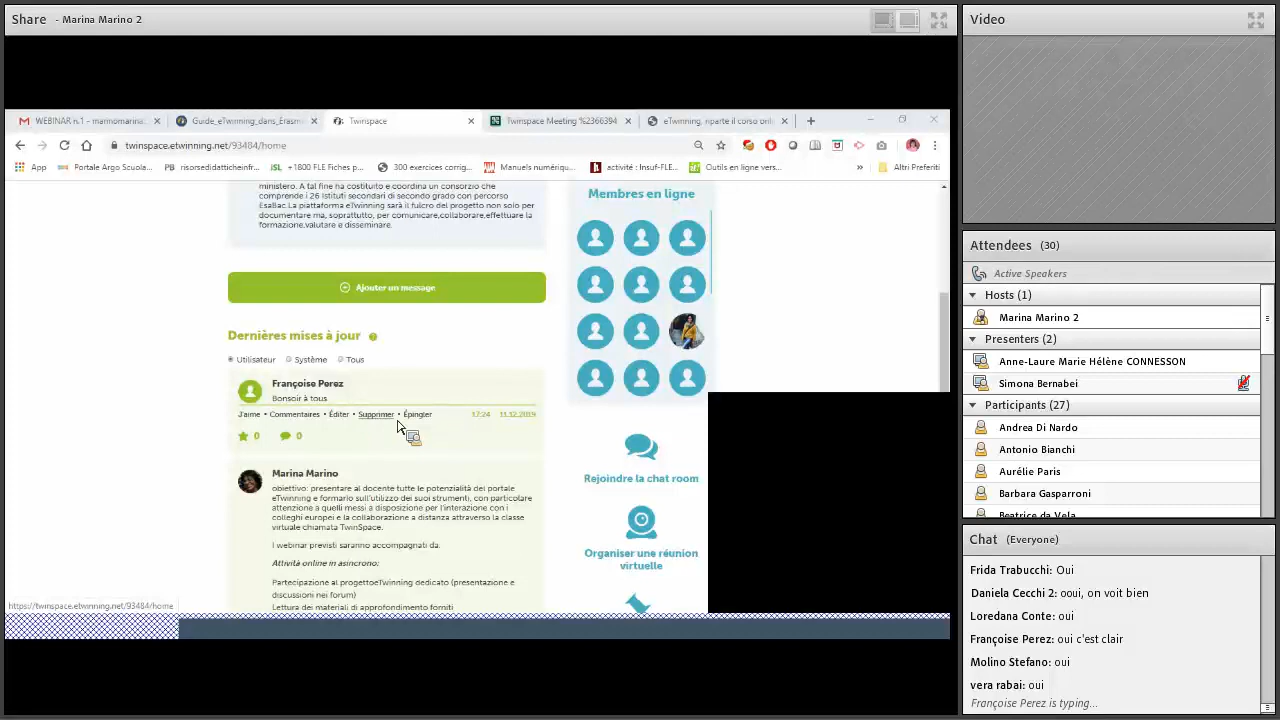 Share - Marina Marino 2
WEBINAR n.1 - marinomarina
Guide_eTwinning_dans_Erasm
Twinspace
Twinspace Meeting %2366394
eTwinning, riparte il corso onli
twinspace.etwinning.net/93484/home
App
Portale Argo Scuola...
risorsedidatticheinfr...
+1800 FLE Fiches p...
300 exercices corrig...
Manuels numériqu...
activité : Insuf-FLE...
Outils en ligne vers...
»
Altri Preferiti
ministero. A tal fine ha costituito e coordina un consorzio che
comprende i 26 Istituti secondari di secondo grado con percorso
EsaBac.La piattaforma eTwinning sarà il fulcro del progetto non solo per
documentare ma, soprattutto, per comunicare,collaborare,effettuare la
formazione,valutare e disseminare.
Ajouter un message
Dernières mises à jour
Utilisateur Système Tous
Françoise Perez
Bonsoir à tous
J'aime • Commentaires • Éditer • Supprimer • Épingler 17:24 11.12.2019
0 0
Marina Marino
obiettivo: presentare al docente tutte le potenzialità del portale
eTwinning e formarlo sull'utilizzo dei suoi strumenti, con particolare
attenzione a quelli messi a disposizione per l'interazione con i
colleghi europei e la collaborazione a distanza attraverso la classe
virtuale chiamata TwinSpace.
I webinar previsti saranno accompagnati da:
Attività online in asincrono:
Partecipazione al progettoeTwinning dedicato (presentazione e
discussioni nei forum)
Lettura dei materiali di approfondimento forniti
https://twinspace.etwinning.net/93484/home
Membres en ligne
Rejoindre la chat room
Organiser une réunion
virtuelle
Video
Attendees (30)
Active Speakers
Hosts (1)
Marina Marino 2
Presenters (2)
Anne-Laure Marie Hélène CONNESSON
Simona Bernabei
Participants (27)
Andrea Di Nardo
Antonio Bianchi
Aurélie Paris
Barbara Gasparroni
Beatrice da Vela
Chat (Everyone)
Frida Trabucchi: Oui
Daniela Cecchi 2: ooui, on voit bien
Loredana Conte: oui
Françoise Perez: oui c'est clair
Molino Stefano: oui
vera rabai: oui
Françoise Perez is typing...